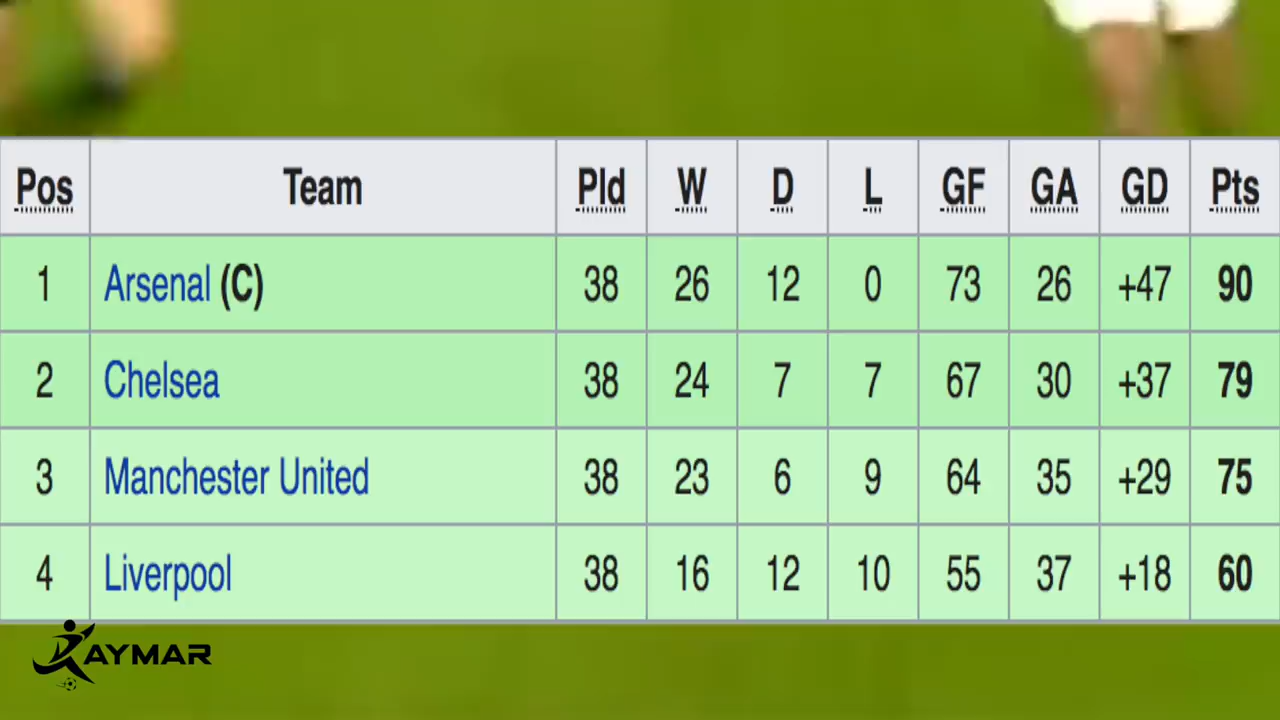 Pos Team Pld W D L GF GA GD Pts
1 Arsenal (C) 38 26 12 0 73 26 +47 90
2 Chelsea 38 24 7 7 67 30 +37 79
3 Manchester United 38 23 6 9 64 35 +29 75
4 Liverpool 38 16 12 10 55 37 +18 60
KAYMAR